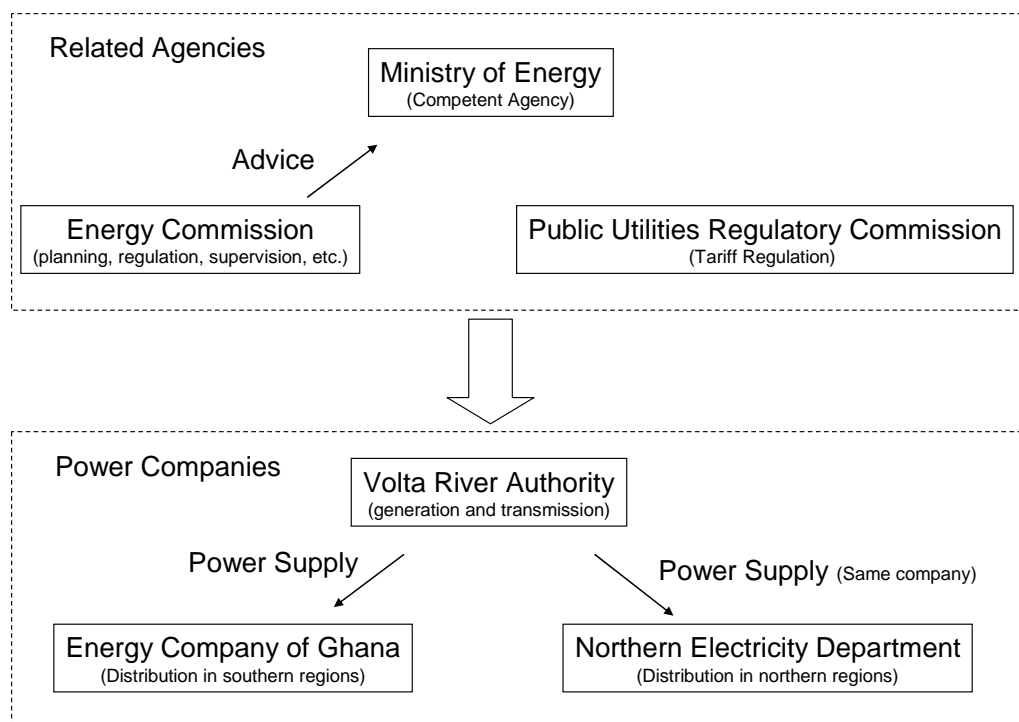 Related Agencies
Ministry of Energy
(Competent Agency)
Advice
Energy Commission
(planning, regulation, supervision, etc.)
Public Utilities Regulatory Commission
(Tariff Regulation)
Power Companies
Volta River Authority
(generation and transmission)
Power Supply
Power Supply (Same company)
Energy Company of Ghana
(Distribution in southern regions)
Northern Electricity Department
(Distribution in northern regions)